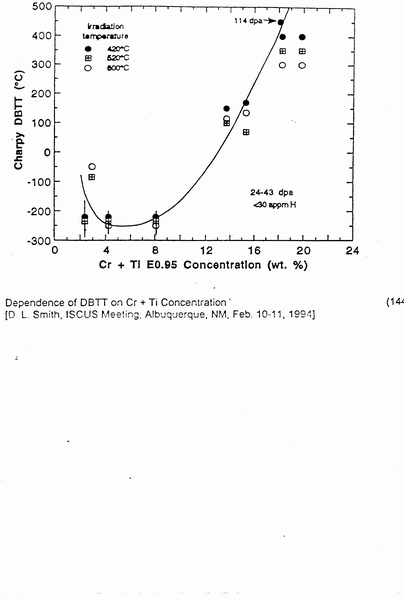 500
400
300
200
100
0
-100
-200
-300
Charpy DBTT (°C)
Irradiation
temperature
420°C
520°C
600°C
114 dpa
24-43 dpa
<30 appm H
0 4 8 12 16 20 24
Cr + Ti E0.95 Concentration (wt. %)
Dependence of DBTT on Cr + Ti Concentration
[D. L. Smith, ISCUS Meeting, Albuquerque, NM, Feb. 10-11, 1994]
(144